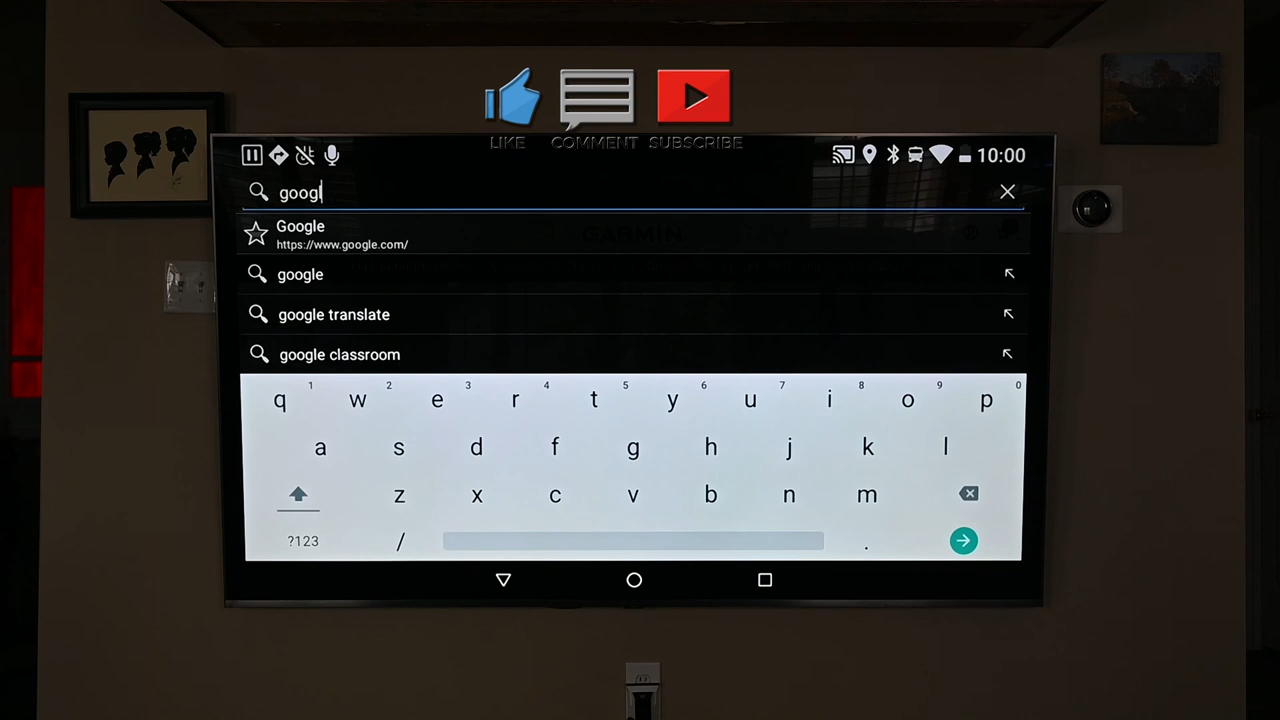 LIKE COMMENT SUBSCRIBE
10:00
googl
Google
https://www.google.com/
GARMIN
google
google translate
google classroom
1 2 3 4 5 6 7 8 9 0
q w e r t y u i o p
a s d f g h j k l
z x c v b n m
?123 / .